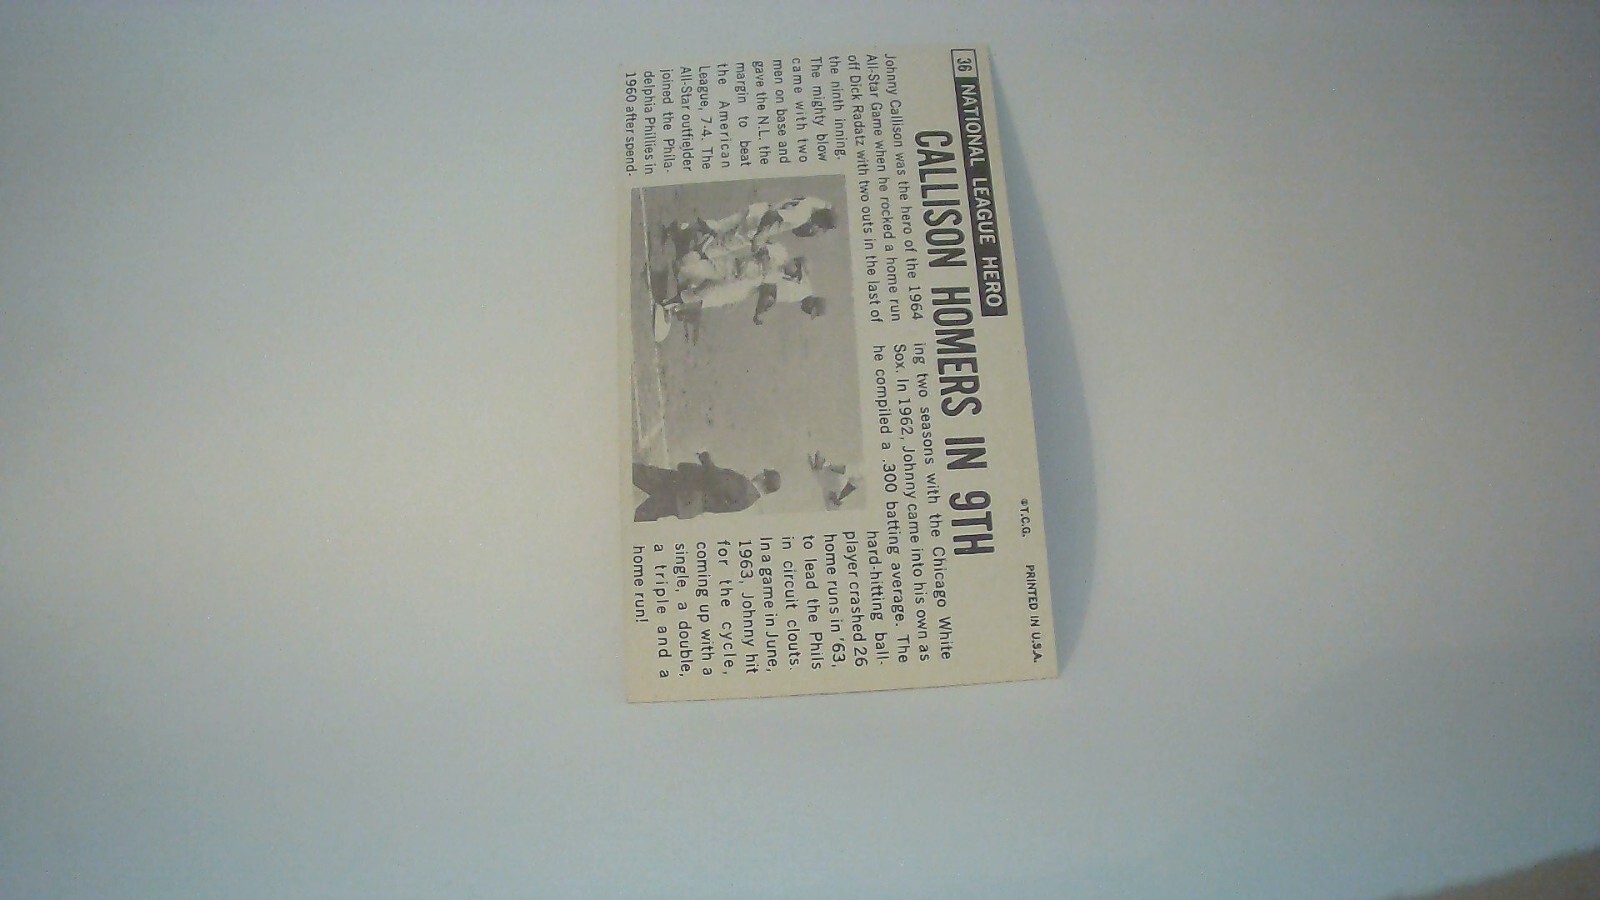 36 NATIONAL LEAGUE HERO
©T.C.G. PRINTED IN U.S.A.
CALLISON HOMERS IN 9TH
Johnny Callison was the hero of the 1964
All-Star Game when he rocked a home run
off Dick Radatz with two outs in the last of
the ninth inning.
The mighty blow
came with two
men on base and
gave the N.L. the
margin to beat
the American
League, 7-4. The
All-Star outfielder
joined the Phila-
delphia Phillies in
1960 after spend-
ing two seasons with the Chicago White
Sox. In 1962, Johnny came into his own as
he compiled a .300 batting average. The
hard-hitting ball-
player crashed 26
home runs in '63,
to lead the Phils
in circuit clouts.
In a game in June,
1963, Johnny hit
for the cycle,
coming up with a
single, a double,
a triple and a
home run!